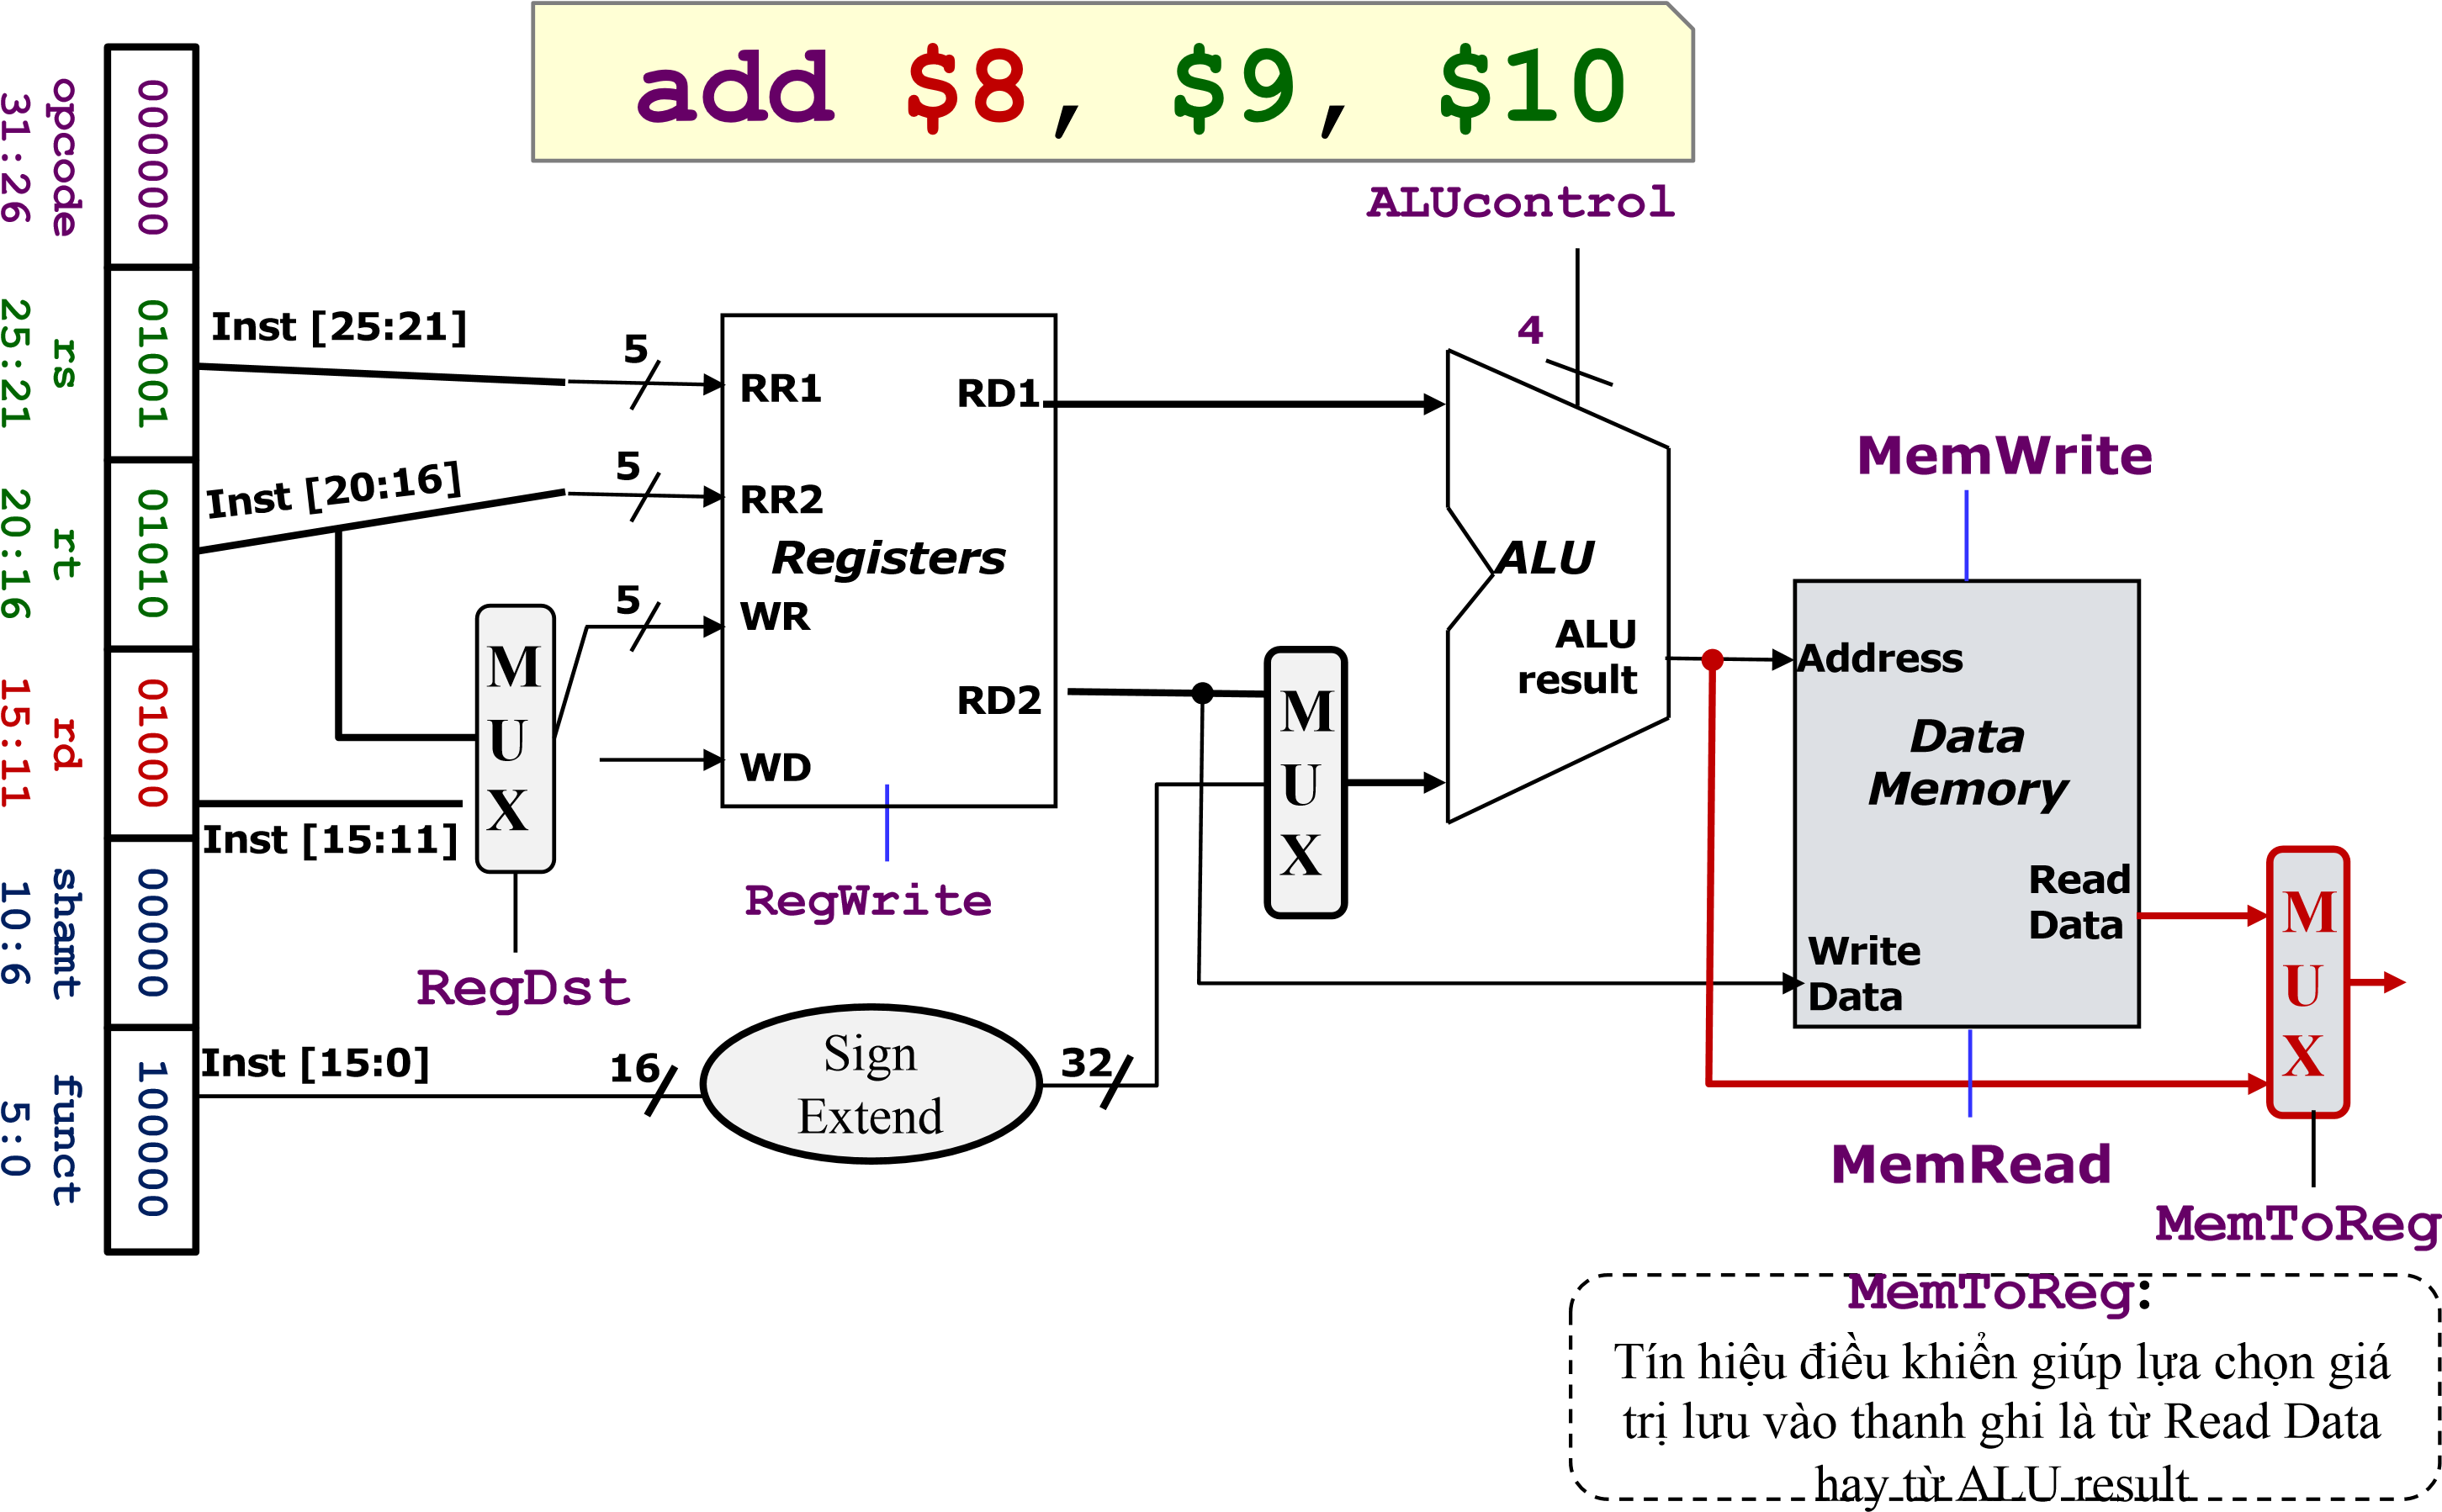 add $8, $9, $10
opcode
31:26
000000
rs
25:21
01001
rt
20:16
01010
rd
15:11
01000
shamt
10:6
00000
funct
5:0
100000
Inst [25:21]
5
Inst [20:16]
5
5
Inst [15:11]
Inst [15:0]
16
32
M
U
X
RegDst
RR1
RR2
WR
WD
RD1
RD2
Registers
RegWrite
Sign
Extend
M
U
X
ALUcontrol
4
ALU
ALU
result
MemWrite
Address
Data
Memory
Read
Data
Write
Data
MemRead
M
U
X
MemToReg
MemToReg:
Tín hiệu điều khiển giúp lựa chọn giá
trị lưu vào thanh ghi là từ Read Data
hay từ ALU result